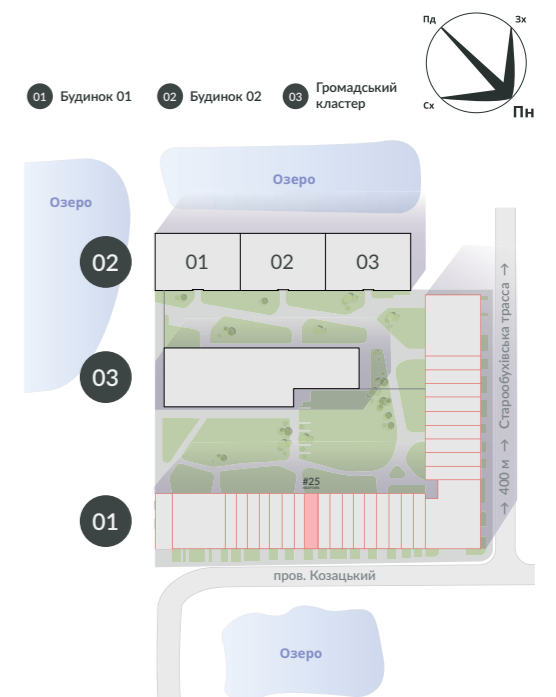 Пд
Зх
Сх
Пн
01 Будинок 01
02 Будинок 02
03 Громадський
кластер
Озеро
Озеро
02
01
02
03
03
→ 400 м → Старообухівська трасса →
#25
01
пров. Козацький
Озеро